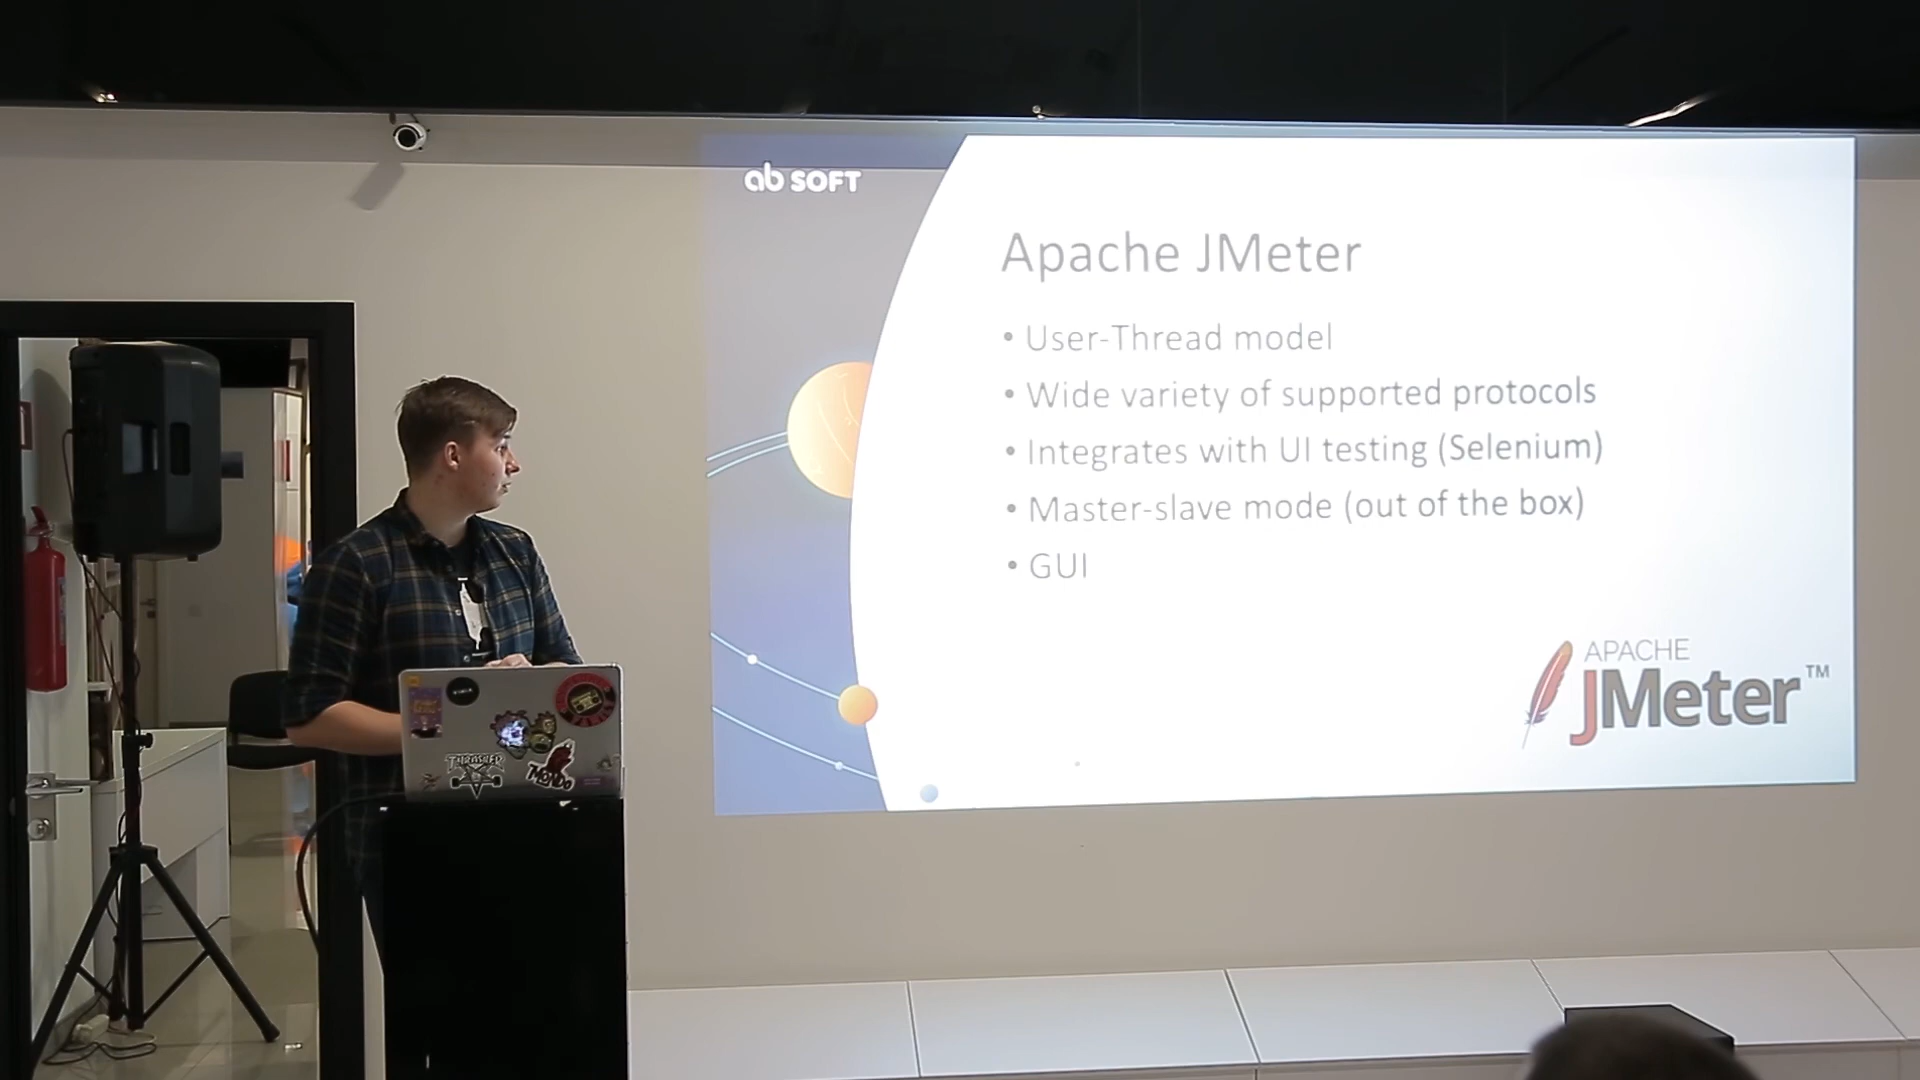 ab SOFT
Apache JMeter
• User-Thread model
• Wide variety of supported protocols
• Integrates with UI testing (Selenium)
• Master-slave mode (out of the box)
• GUI
APACHE
JMeter™
THRASHER
MONDO